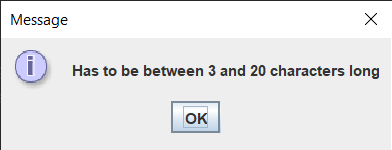 Message
Has to be between 3 and 20 characters long
OK